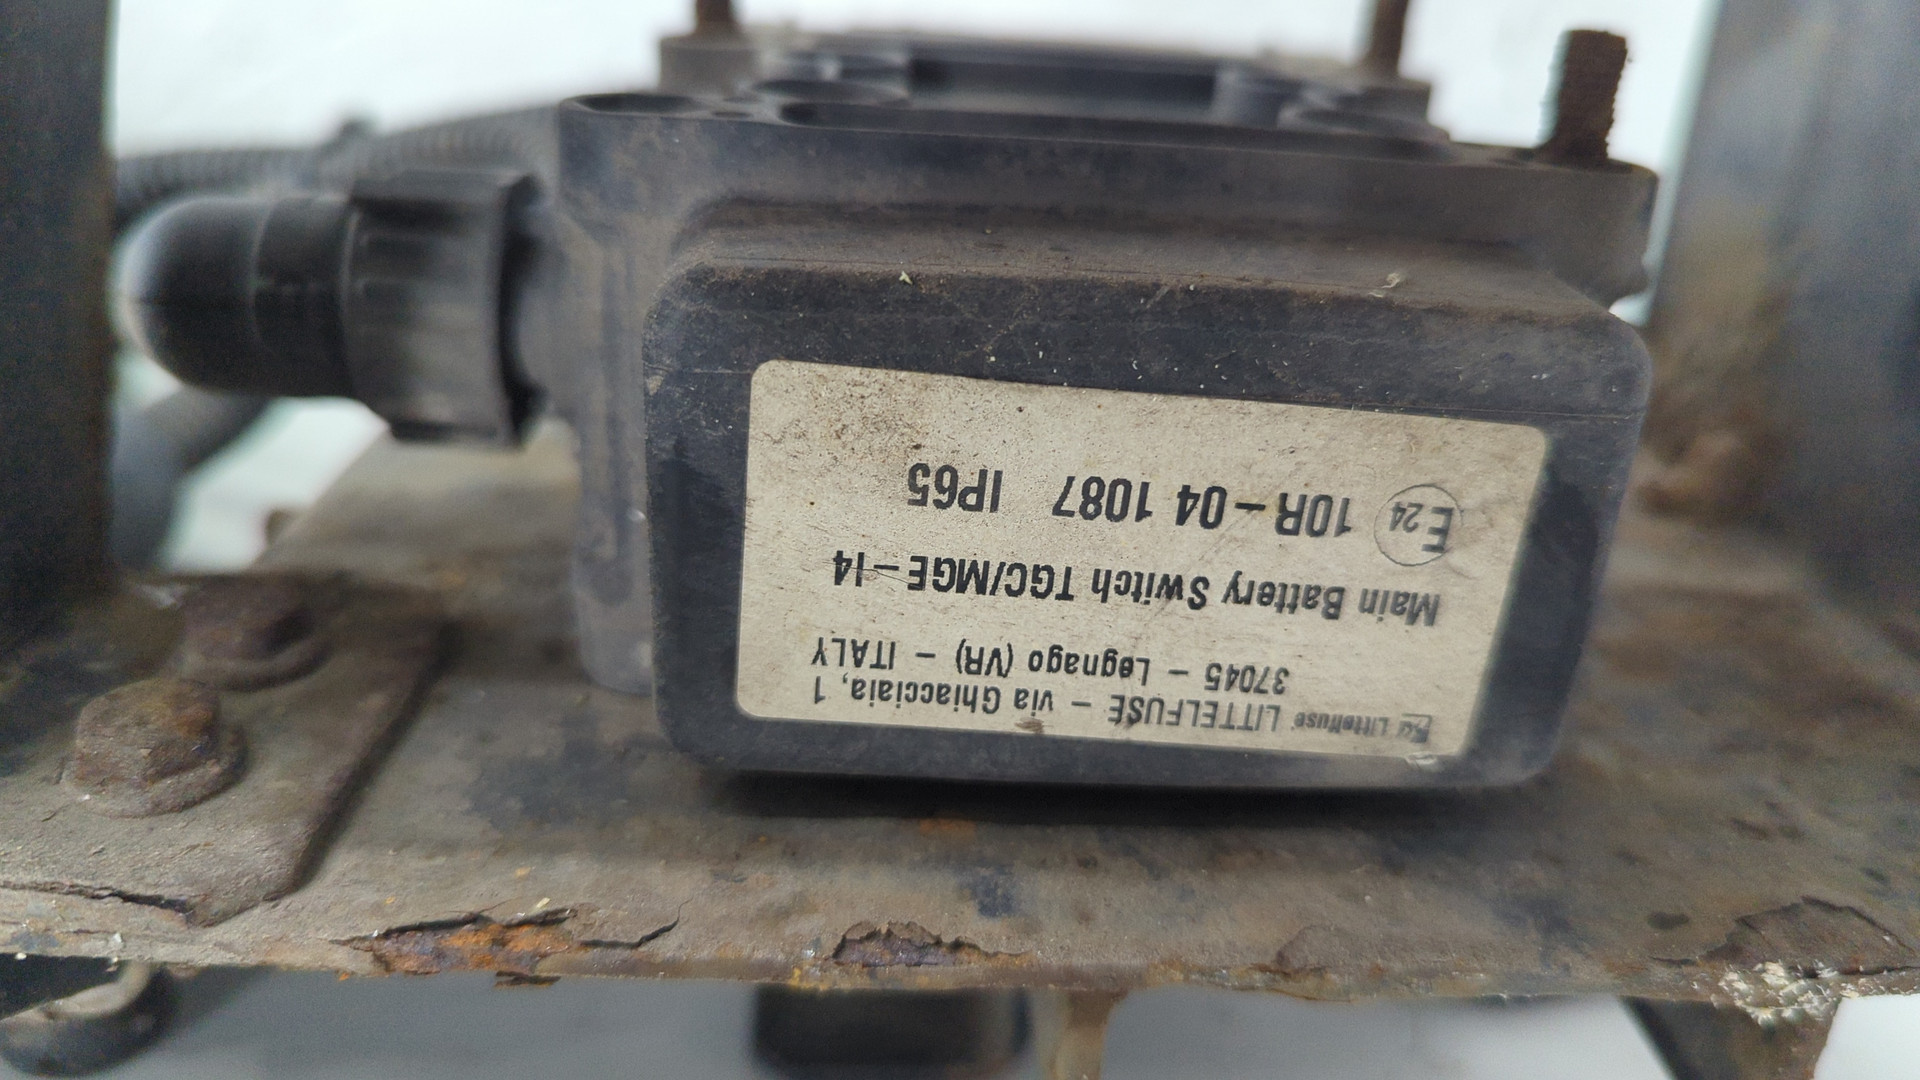 Littelfuse LITTELFUSE – via Ghiacciaia, 1
37045 – Legnago (VR) – ITALY
Main Battery Switch TGC/MGE–I4
E24 10R–04 1087 IP65